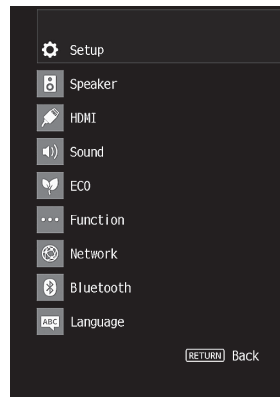 Setup
Speaker
HDMI
Sound
ECO
Function
Network
Bluetooth
ABC Language
RETURN Back